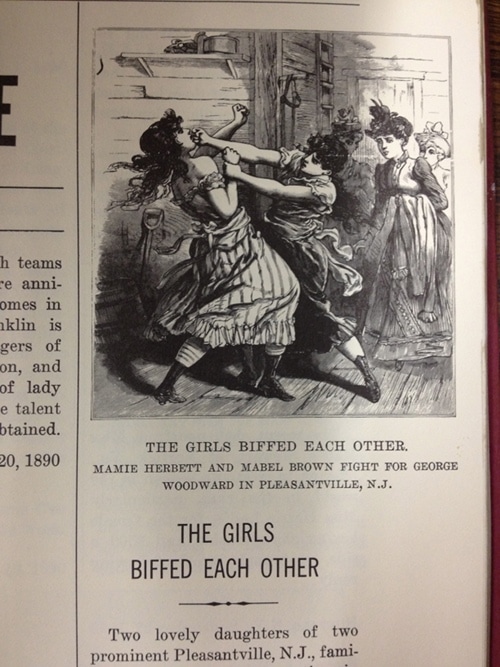 E
h teams
re anni-
omes in
nklin is
gers of
on, and
of lady
e talent
btained.
20, 1890
THE GIRLS BIFFED EACH OTHER.
MAMIE HERBETT AND MABEL BROWN FIGHT FOR GEORGE
WOODWARD IN PLEASANTVILLE, N.J.
THE GIRLS
BIFFED EACH OTHER
Two lovely daughters of two
prominent Pleasantville, N.J., fami-